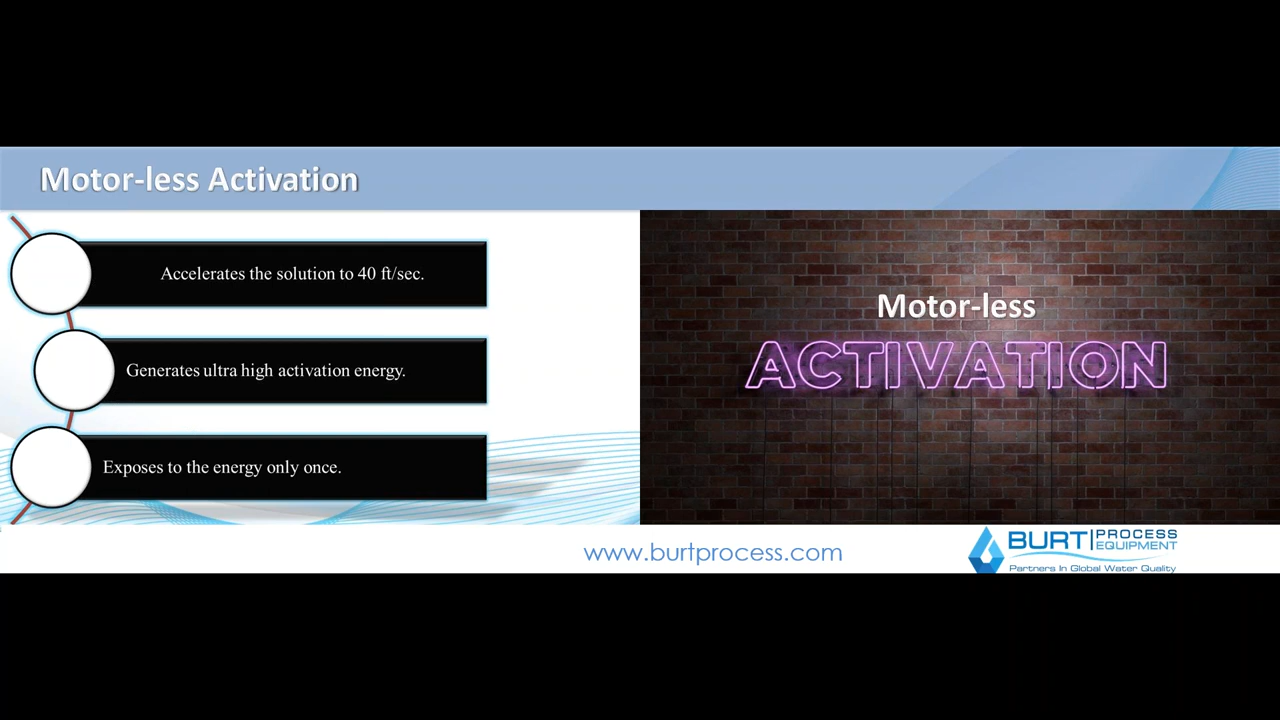 Motor-less Activation
Accelerates the solution to 40 ft/sec.
Generates ultra high activation energy.
Exposes to the energy only once.
Motor-less
ACTIVATION
www.burtprocess.com
BURT PROCESS
EQUIPMENT
Partners In Global Water Quality